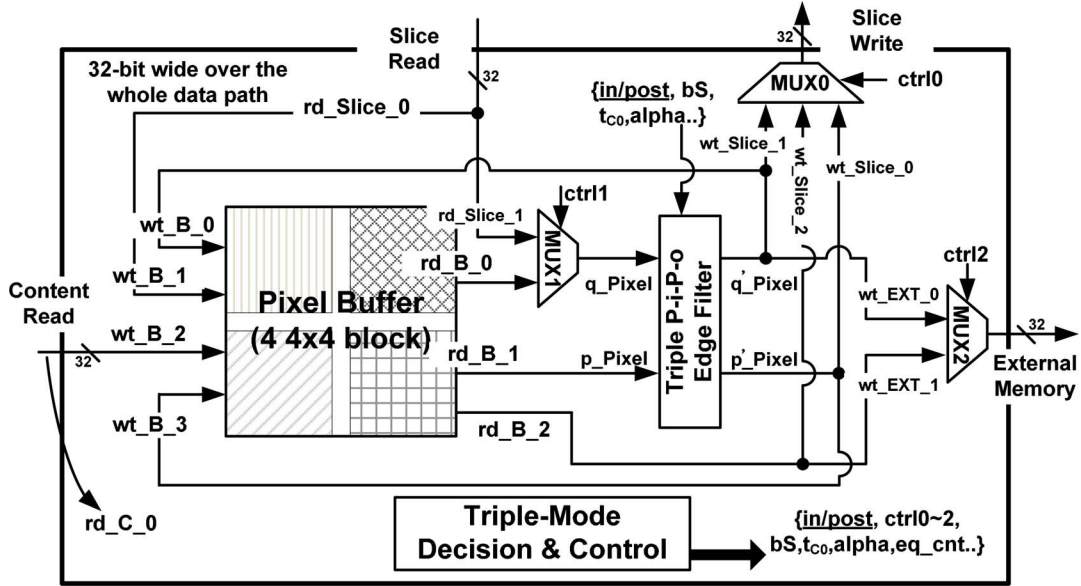 Slice
Read
32
32-bit wide over the
whole data path
rd_Slice_0
{in/post, bS,
tC0,alpha..}
32
Slice
Write
MUX0
ctrl0
wt_Slice_1
wt_Slice_2
wt_Slice_0
wt_B_0
wt_B_1
Content
Read
32
wt_B_2
wt_B_3
rd_C_0
Pixel Buffer
(4 4x4 block)
rd_Slice_1
rd_B_0
rd_B_1
rd_B_2
ctrl1
MUX1
q_Pixel
p_Pixel
Triple P-i-P-o
Edge Filter
q'_Pixel
p'_Pixel
wt_EXT_0
wt_EXT_1
ctrl2
MUX2
32
External
Memory
Triple-Mode
Decision & Control
{in/post, ctrl0~2,
bS,tC0,alpha,eq_cnt..}